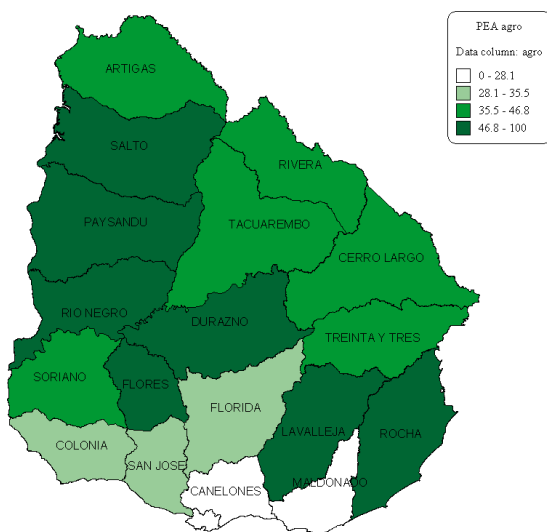 PEA agro
Data column: agro
0 - 28.1
28.1 - 35.5
35.5 - 46.8
46.8 - 100
ARTIGAS
SALTO
RIVERA
PAYSANDU
TACUAREMBO
CERRO LARGO
RIO NEGRO
DURAZNO
TREINTA Y TRES
SORIANO
FLORES
FLORIDA
LAVALLEJA
ROCHA
COLONIA
SAN JOSE
MALDONADO
CANELONES